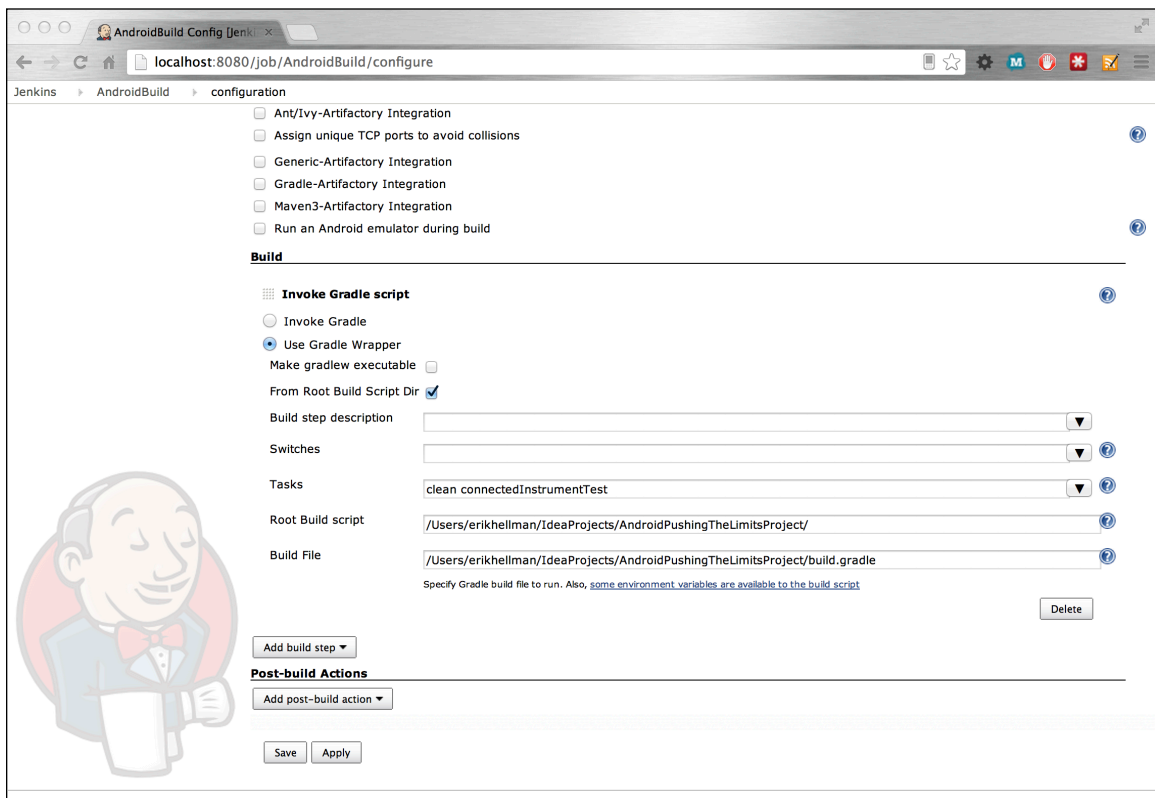 AndroidBuild Config [Jenk
localhost:8080/job/AndroidBuild/configure
Jenkins AndroidBuild configuration
Ant/Ivy-Artifactory Integration
Assign unique TCP ports to avoid collisions
Generic-Artifactory Integration
Gradle-Artifactory Integration
Maven3-Artifactory Integration
Run an Android emulator during build
Build
Invoke Gradle script
Invoke Gradle
Use Gradle Wrapper
Make gradlew executable
From Root Build Script Dir
Build step description
Switches
Tasks clean connectedInstrumentTest
Root Build script /Users/erikhellman/IdeaProjects/AndroidPushingTheLimitsProject/
Build File /Users/erikhellman/IdeaProjects/AndroidPushingTheLimitsProject/build.gradle
Specify Gradle build file to run. Also, some environment variables are available to the build script
Delete
Add build step
Post-build Actions
Add post-build action
Save Apply